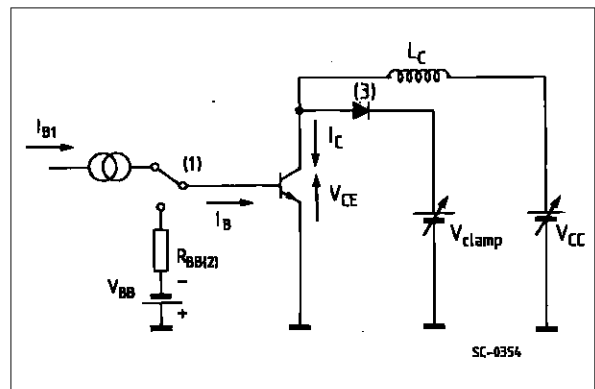 L_C
(3)
I_B1
(1)
I_C
V_CE
I_B
V_clamp
V_CC
R_BB(2)
V_BB
-
+
SC-0354